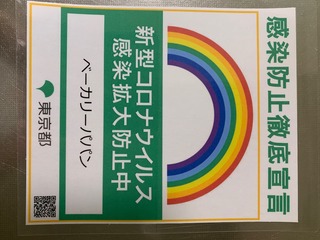 感染防止徹底宣言
新型コロナウイルス
感染拡大防止中
ベーカリーパパン
東京都